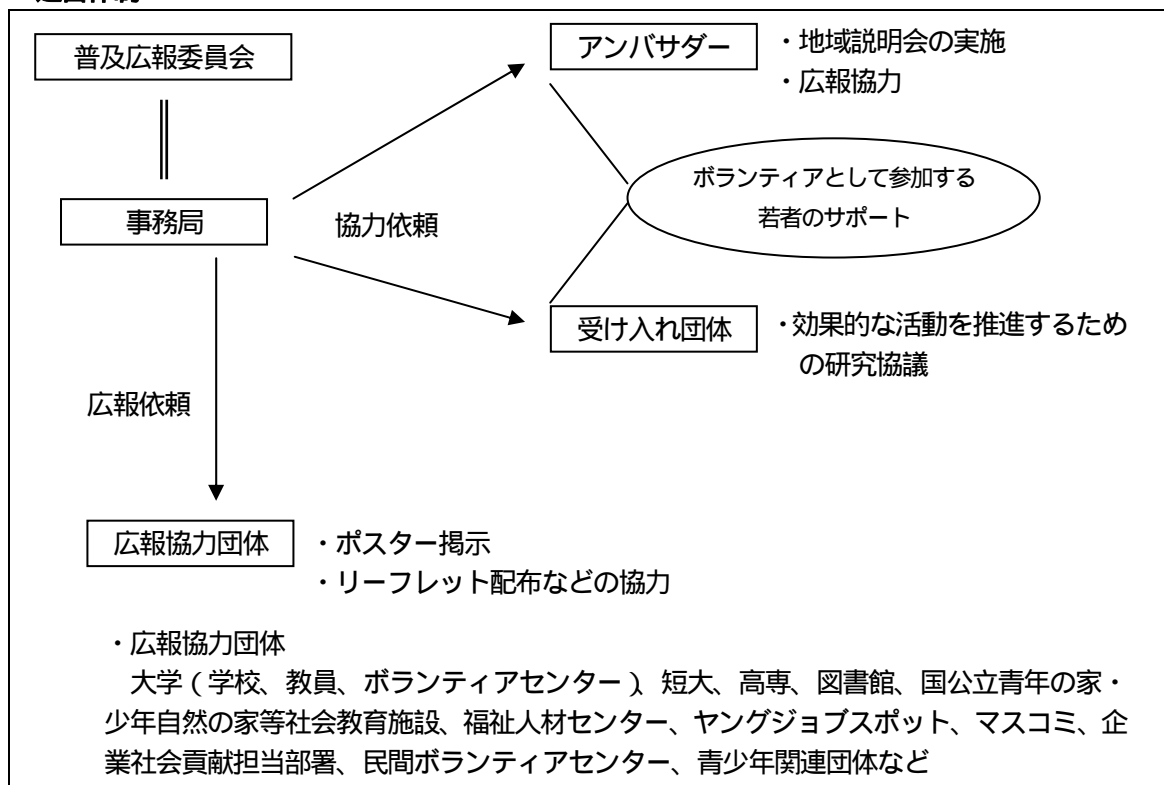 普及広報委員会
アンバサダー
・地域説明会の実施
・広報協力
ボランティアとして参加する
若者のサポート
事務局
協力依頼
受け入れ団体
・効果的な活動を推進するため
の研究協議
広報依頼
広報協力団体
・ポスター掲示
・リーフレット配布などの協力
・広報協力団体
大学（学校、教員、ボランティアセンター）、短大、高専、図書館、国公立青年の家・
少年自然の家等社会教育施設、福祉人材センター、ヤングジョブスポット、マスコミ、企
業社会貢献担当部署、民間ボランティアセンター、青少年関連団体など